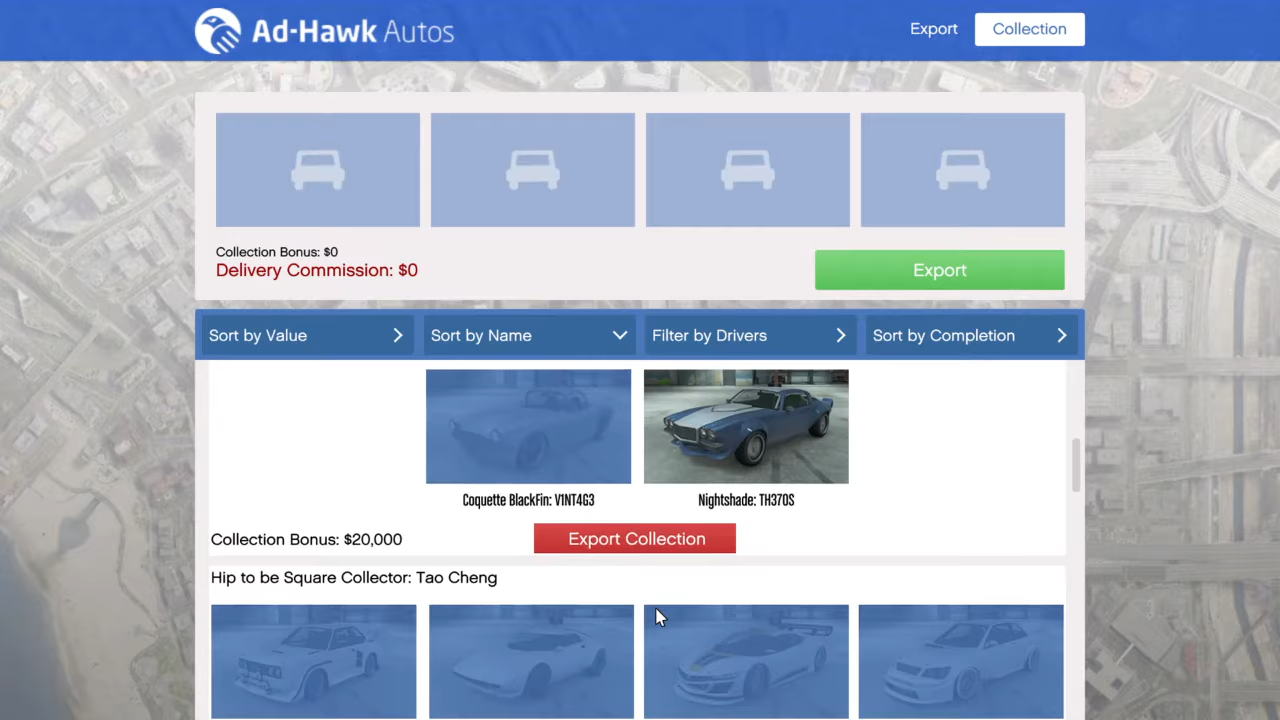 Ad-Hawk Autos
Export
Collection
Collection Bonus: $0
Delivery Commission: $0
Export
Sort by Value
Sort by Name
Filter by Drivers
Sort by Completion
Coquette BlackFin: V1NT4G3
Nightshade: TH370S
Collection Bonus: $20,000
Export Collection
Hip to be Square Collector: Tao Cheng